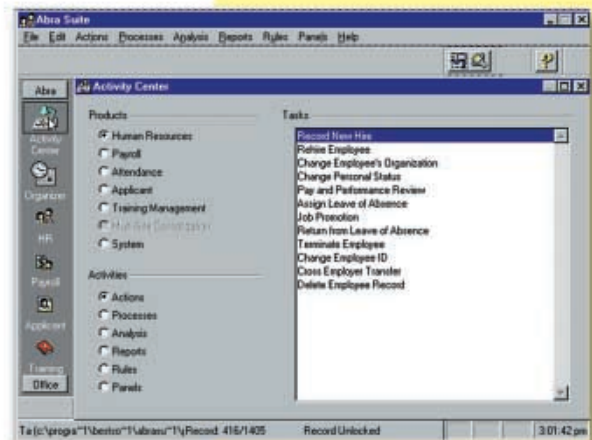 Abra Suite
File Edit Actions Processes Analysis Reports Rules Panels Help
Abra
Activity Center
Organizer
HR
Payroll
Applicant
Training
Office
Activity Center
Products
Human Resources
Payroll
Attendance
Applicant
Training Management
System
Activities
Actions
Processes
Analysis
Reports
Rules
Panels
Tasks
Record New Hire
Rehire Employee
Change Employee's Organization
Change Personal Status
Pay and Performance Review
Assign Leave of Absence
Job Promotion
Return from Leave of Absence
Terminate Employee
Change Employee ID
Cross Employer Transfer
Delete Employee Record
Record: 416/1405
Record Unlocked
3:01:42 pm